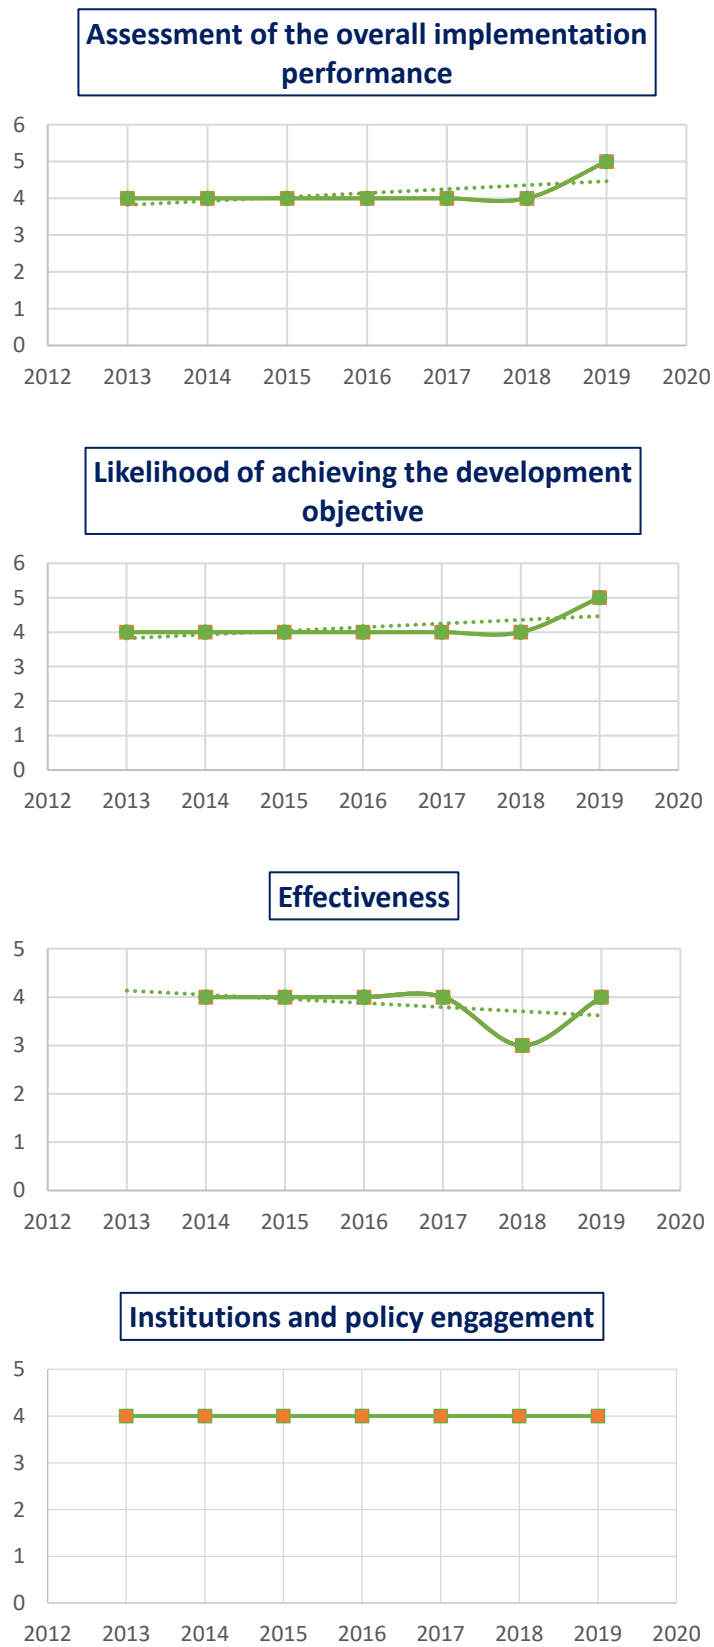 Assessment of the overall implementation
performance
6
5
4
3
2
1
0
2012 2013 2014 2015 2016 2017 2018 2019 2020
Likelihood of achieving the development
objective
6
5
4
3
2
1
0
2012 2013 2014 2015 2016 2017 2018 2019 2020
Effectiveness
5
4
3
2
1
0
2012 2013 2014 2015 2016 2017 2018 2019 2020
Institutions and policy engagement
5
4
3
2
1
0
2012 2013 2014 2015 2016 2017 2018 2019 2020